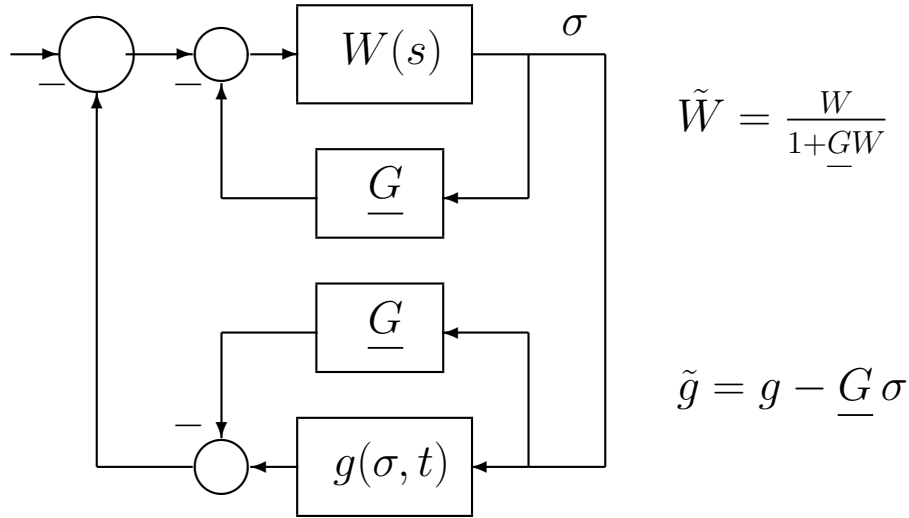 σ
− − W(s)
W̃ = W / (1+G̲W)
G̲
G̲
g̃ = g − G̲ σ
−
g(σ, t)